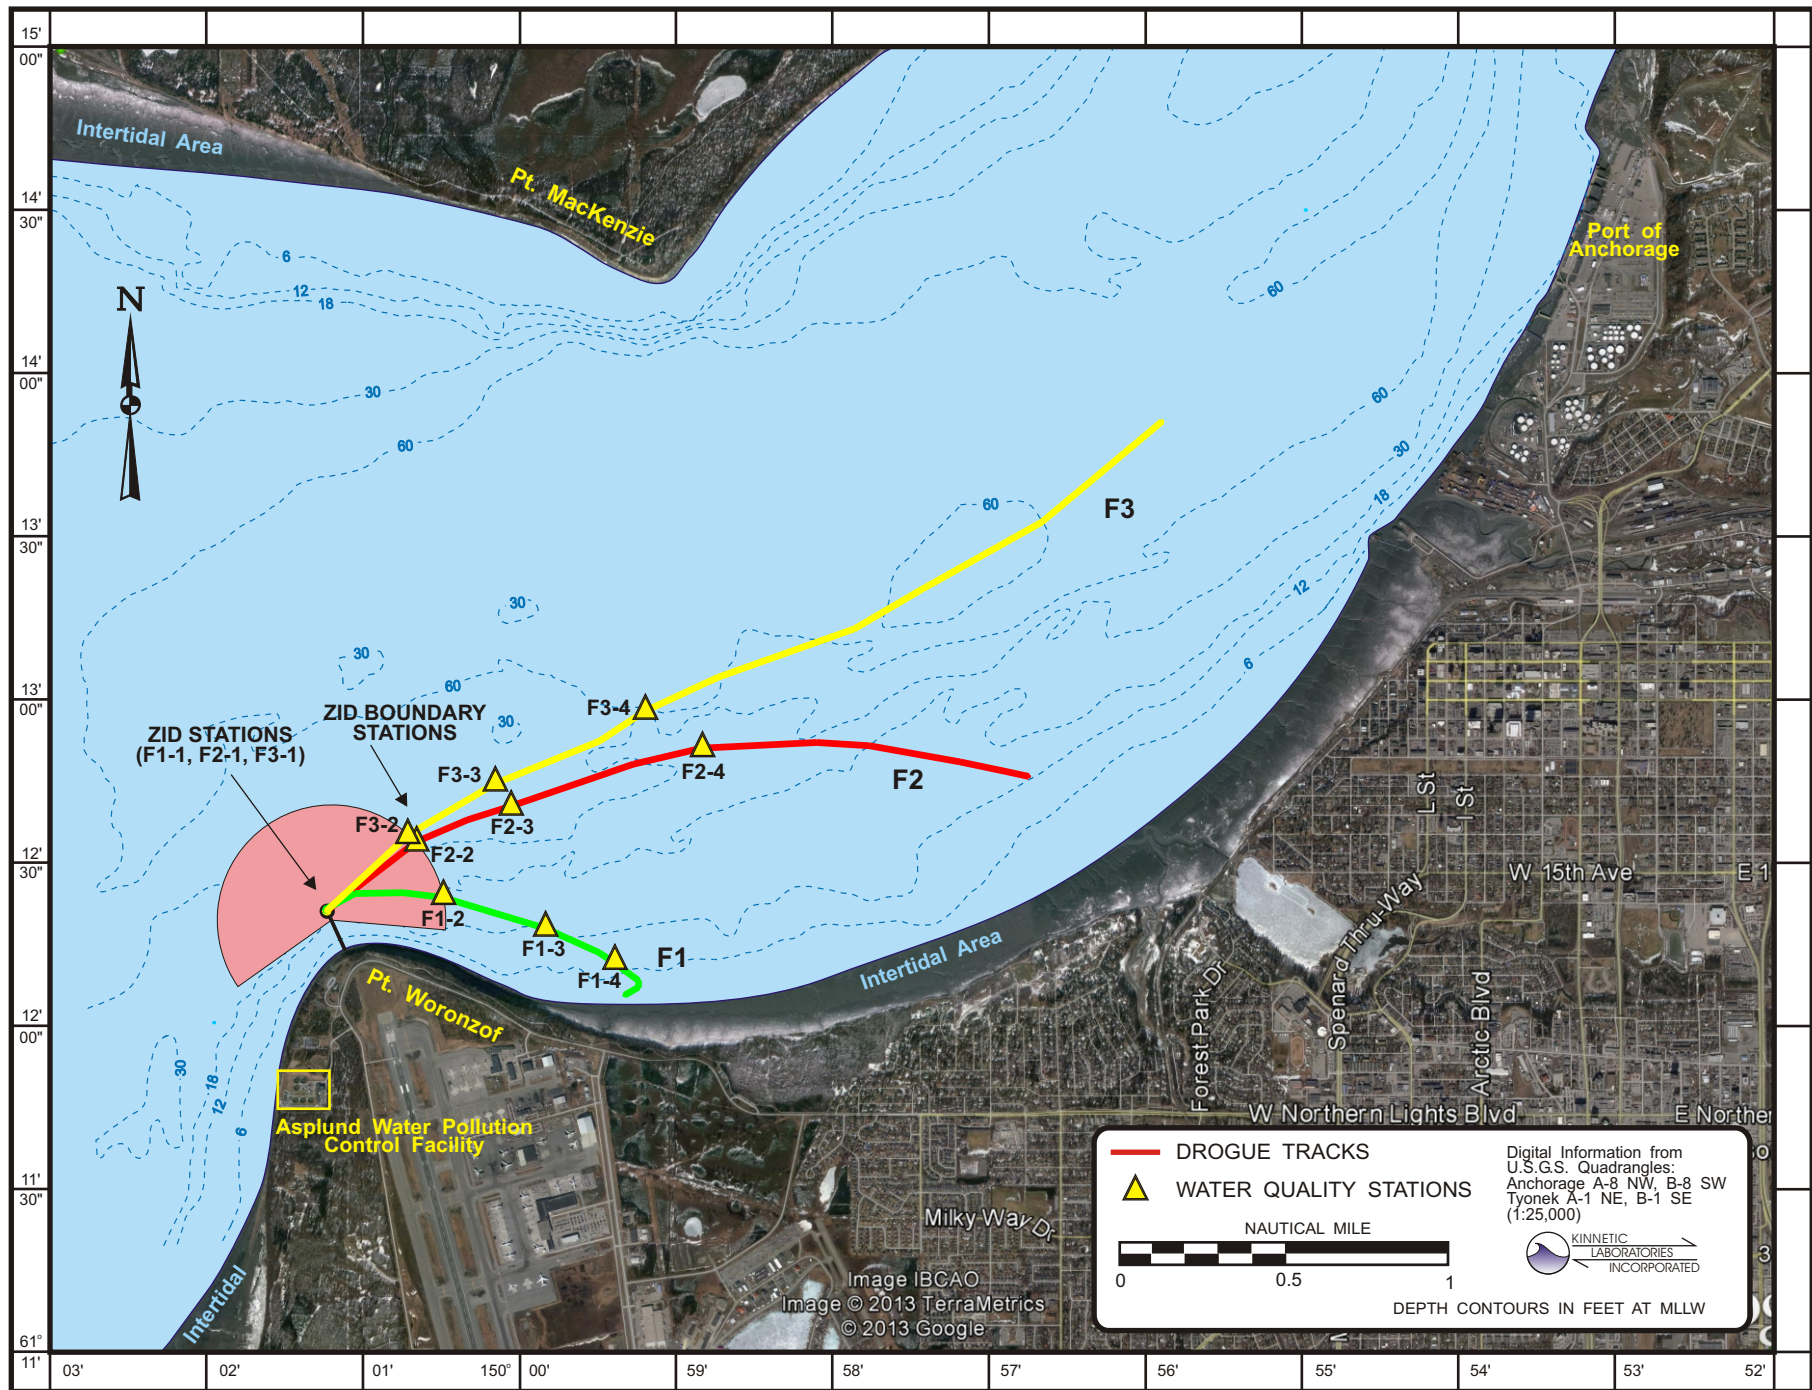 15'
00"
14'
30"
14'
00"
13'
30"
13'
00"
12'
30"
12'
00"
11'
30"
61°
11'
03'
02'
01'
150° 00'
59'
58'
57'
56'
55'
54'
53'
52'
Intertidal Area
Pt. MacKenzie
Port of
Anchorage
N
6
12
18
30
60
60
60
30
18
12
6
60
30
30
60
30
F3
F3-4
F3-3
F3-2
F2
F2-4
F2-3
F2-2
F1
F1-2
F1-3
F1-4
ZID STATIONS
(F1-1, F2-1, F3-1)
ZID BOUNDARY
STATIONS
Pt. Woronzof
Intertidal Area
30
18
12
6
Asplund Water Pollution
Control Facility
Intertidal
L St
I St
W 15th Ave
E 1
Spenard Thru-Way
Forest Park Dr
Arctic Blvd
W Northern Lights Blvd
E Norther
Milky Way Dr
Image IBCAO
Image © 2013 TerraMetrics
© 2013 Google
DROGUE TRACKS
WATER QUALITY STATIONS
NAUTICAL MILE
0
0.5
1
Digital Information from
U.S.G.S. Quadrangles:
Anchorage A-8 NW, B-8 SW
Tyonek A-1 NE, B-1 SE
(1:25,000)
KINNETIC
LABORATORIES
INCORPORATED
DEPTH CONTOURS IN FEET AT MLLW